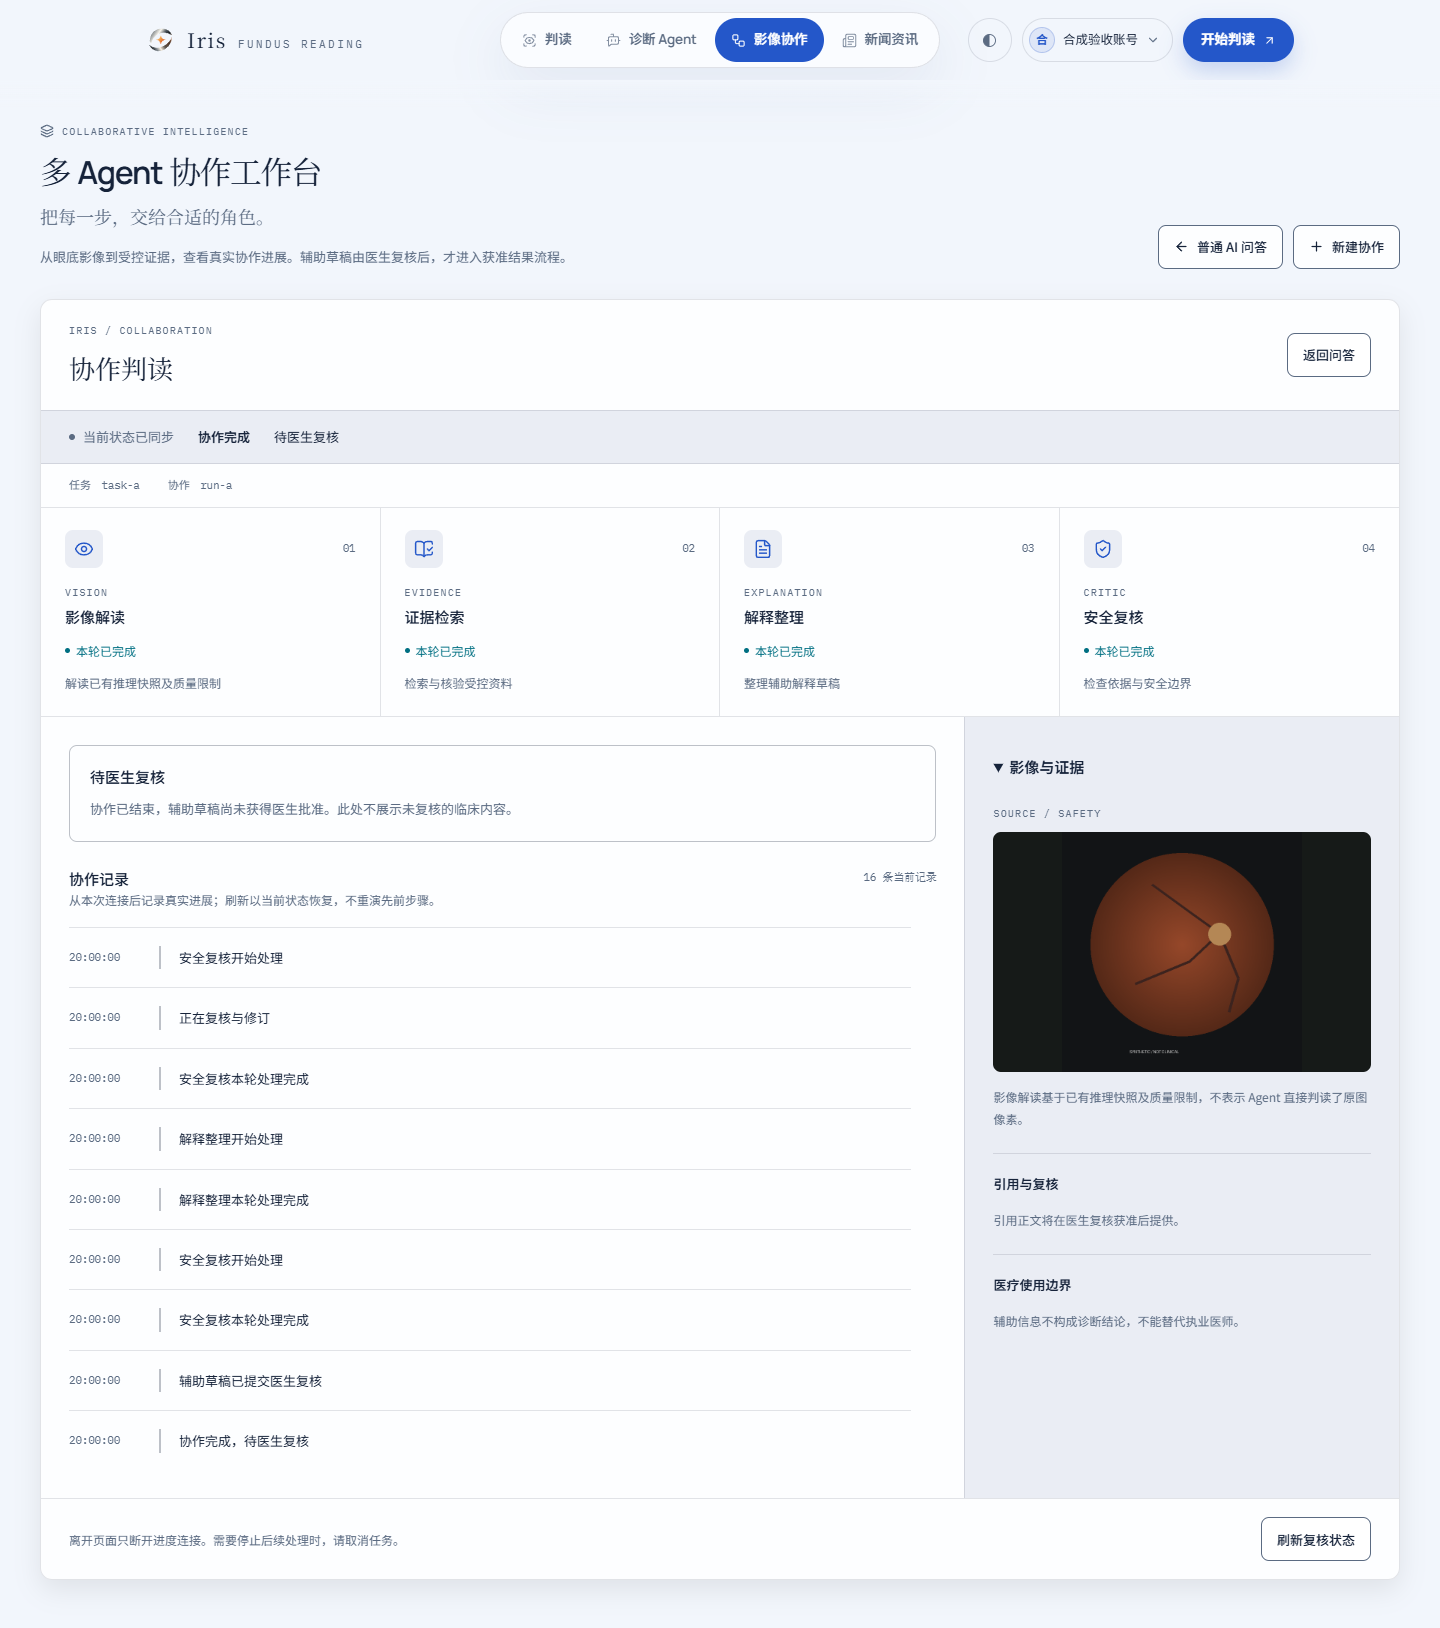 Iris FUNDUS READING
判读
诊断 Agent
影像协作
新闻资讯
合
合成验收账号
开始判读
COLLABORATIVE INTELLIGENCE
多 Agent 协作工作台
把每一步，交给合适的角色。
从眼底影像到受控证据，查看真实协作进展。辅助草稿由医生复核后，才进入获准结果流程。
普通 AI 问答
新建协作
IRIS / COLLABORATION
协作判读
返回问答
当前状态已同步 协作完成 待医生复核
任务 task-a 协作 run-a
01
VISION
影像解读
本轮已完成
解读已有推理快照及质量限制
02
EVIDENCE
证据检索
本轮已完成
检索与核验受控资料
03
EXPLANATION
解释整理
本轮已完成
整理辅助解释草稿
04
CRITIC
安全复核
本轮已完成
检查依据与安全边界
待医生复核
协作已结束，辅助草稿尚未获得医生批准。此处不展示未复核的临床内容。
协作记录
16 条当前记录
从本次连接后记录真实进展；刷新以当前状态恢复，不重演先前步骤。
20:00:00 安全复核开始处理
20:00:00 正在复核与修订
20:00:00 安全复核本轮处理完成
20:00:00 解释整理开始处理
20:00:00 解释整理本轮处理完成
20:00:00 安全复核开始处理
20:00:00 安全复核本轮处理完成
20:00:00 辅助草稿已提交医生复核
20:00:00 协作完成，待医生复核
影像与证据
SOURCE / SAFETY
影像解读基于已有推理快照及质量限制，不表示 Agent 直接判读了原图
像素。
引用与复核
引用正文将在医生复核获准后提供。
医疗使用边界
辅助信息不构成诊断结论，不能替代执业医师。
离开页面只断开进度连接。需要停止后续处理时，请取消任务。
刷新复核状态